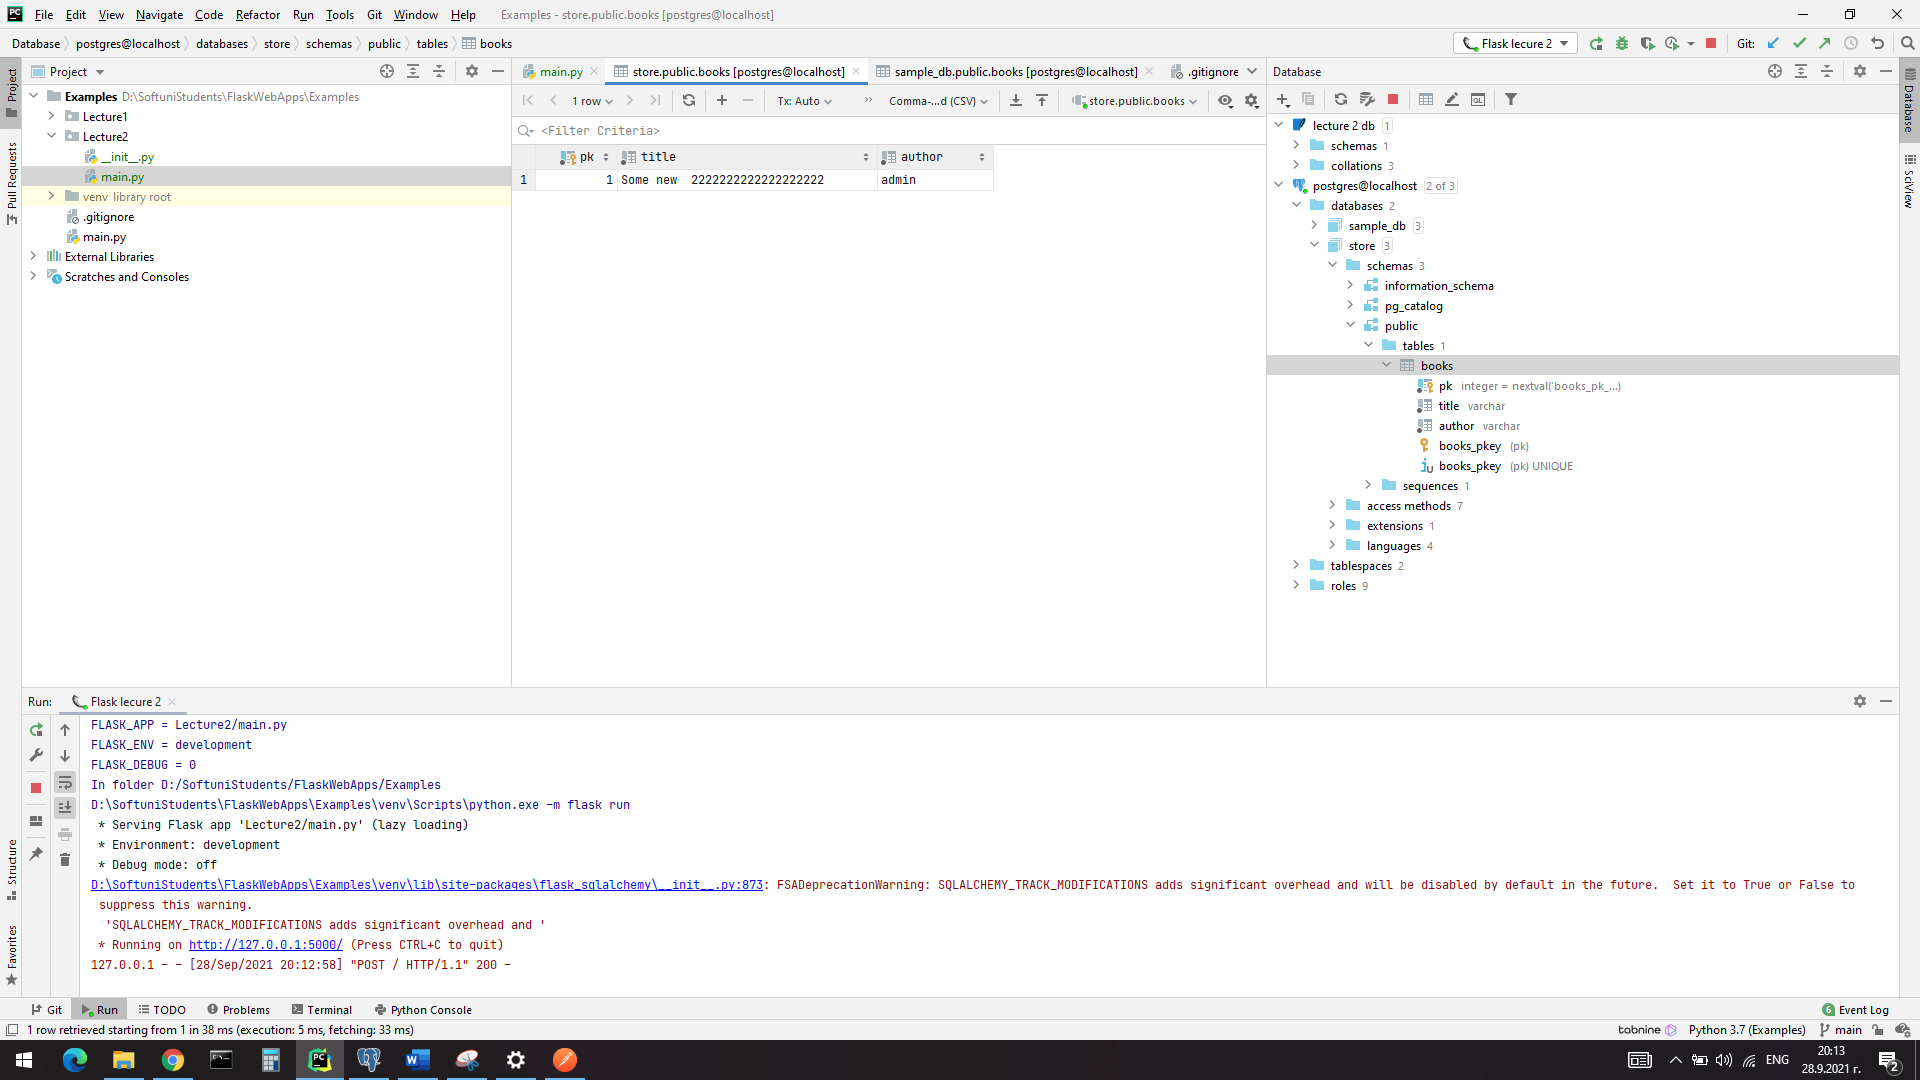 PC File Edit View Navigate Code Refactor Run Tools Git Window Help Examples - store.public.books [postgres@localhost]
Database postgres@localhost databases store schemas public tables books Flask lecure 2 Git:
Project
main.py store.public.books [postgres@localhost] sample_db.public.books [postgres@localhost] .gitignore
Database
1 row Tx: Auto Comma-...d (CSV) store.public.books
<Filter Criteria>
pk title author
1 1 Some new 2222222222222222222 admin
Project
Pull Requests
Structure
Favorites
Examples D:\SoftuniStudents\FlaskWebApps\Examples
Lecture1
Lecture2
__init__.py
main.py
venv library root
.gitignore
main.py
External Libraries
Scratches and Consoles
lecture 2 db 1
schemas 1
collations 3
postgres@localhost 2 of 3
databases 2
sample_db 3
store 3
schemas 3
information_schema
pg_catalog
public
tables 1
books
pk integer = nextval('books_pk_...)
title varchar
author varchar
books_pkey (pk)
books_pkey (pk) UNIQUE
sequences 1
access methods 7
extensions 1
languages 4
tablespaces 2
roles 9
Database
SciView
Run: Flask lecure 2
FLASK_APP = Lecture2/main.py
FLASK_ENV = development
FLASK_DEBUG = 0
In folder D:/SoftuniStudents/FlaskWebApps/Examples
D:\SoftuniStudents\FlaskWebApps\Examples\venv\Scripts\python.exe -m flask run
* Serving Flask app 'Lecture2/main.py' (lazy loading)
* Environment: development
* Debug mode: off
D:\SoftuniStudents\FlaskWebApps\Examples\venv\lib\site-packages\flask_sqlalchemy\__init__.py:873: FSADeprecationWarning: SQLALCHEMY_TRACK_MODIFICATIONS adds significant overhead and will be disabled by default in the future.  Set it to True or False to
suppress this warning.
'SQLALCHEMY_TRACK_MODIFICATIONS adds significant overhead and '
* Running on http://127.0.0.1:5000/ (Press CTRL+C to quit)
127.0.0.1 - - [28/Sep/2021 20:12:58] "POST / HTTP/1.1" 200 -
Git Run TODO Problems Terminal Python Console 6 Event Log
1 row retrieved starting from 1 in 38 ms (execution: 5 ms, fetching: 33 ms) tabnine Python 3.7 (Examples) main
ENG 20:13
28.9.2021 г. 2